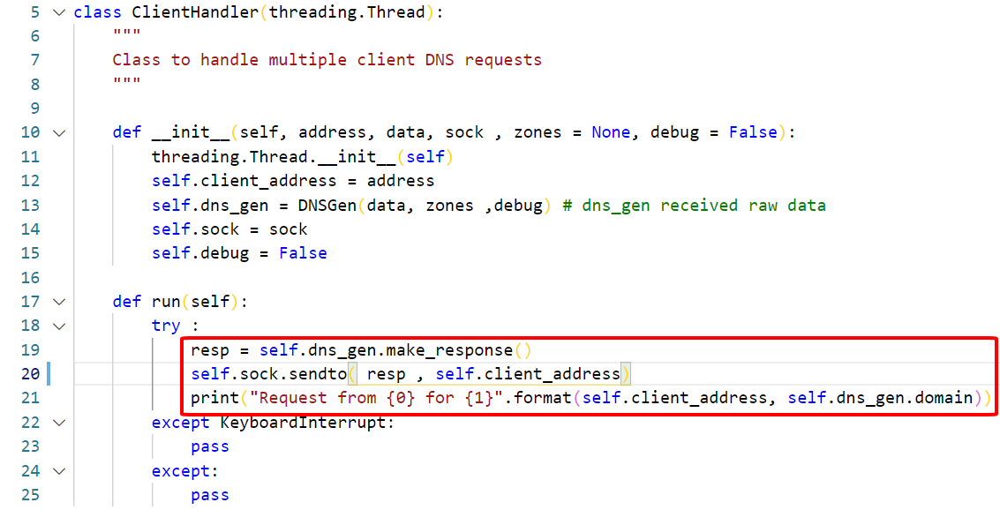 5 class ClientHandler(threading.Thread):
6 """
7 Class to handle multiple client DNS requests
8 """
9
10 def __init__(self, address, data, sock , zones = None, debug = False):
11 threading.Thread.__init__(self)
12 self.client_address = address
13 self.dns_gen = DNSGen(data, zones ,debug) # dns_gen received raw data
14 self.sock = sock
15 self.debug = False
16
17 def run(self):
18 try :
19 resp = self.dns_gen.make_response()
20 self.sock.sendto( resp , self.client_address)
21 print("Request from {0} for {1}".format(self.client_address, self.dns_gen.domain))
22 except KeyboardInterrupt:
23 pass
24 except:
25 pass